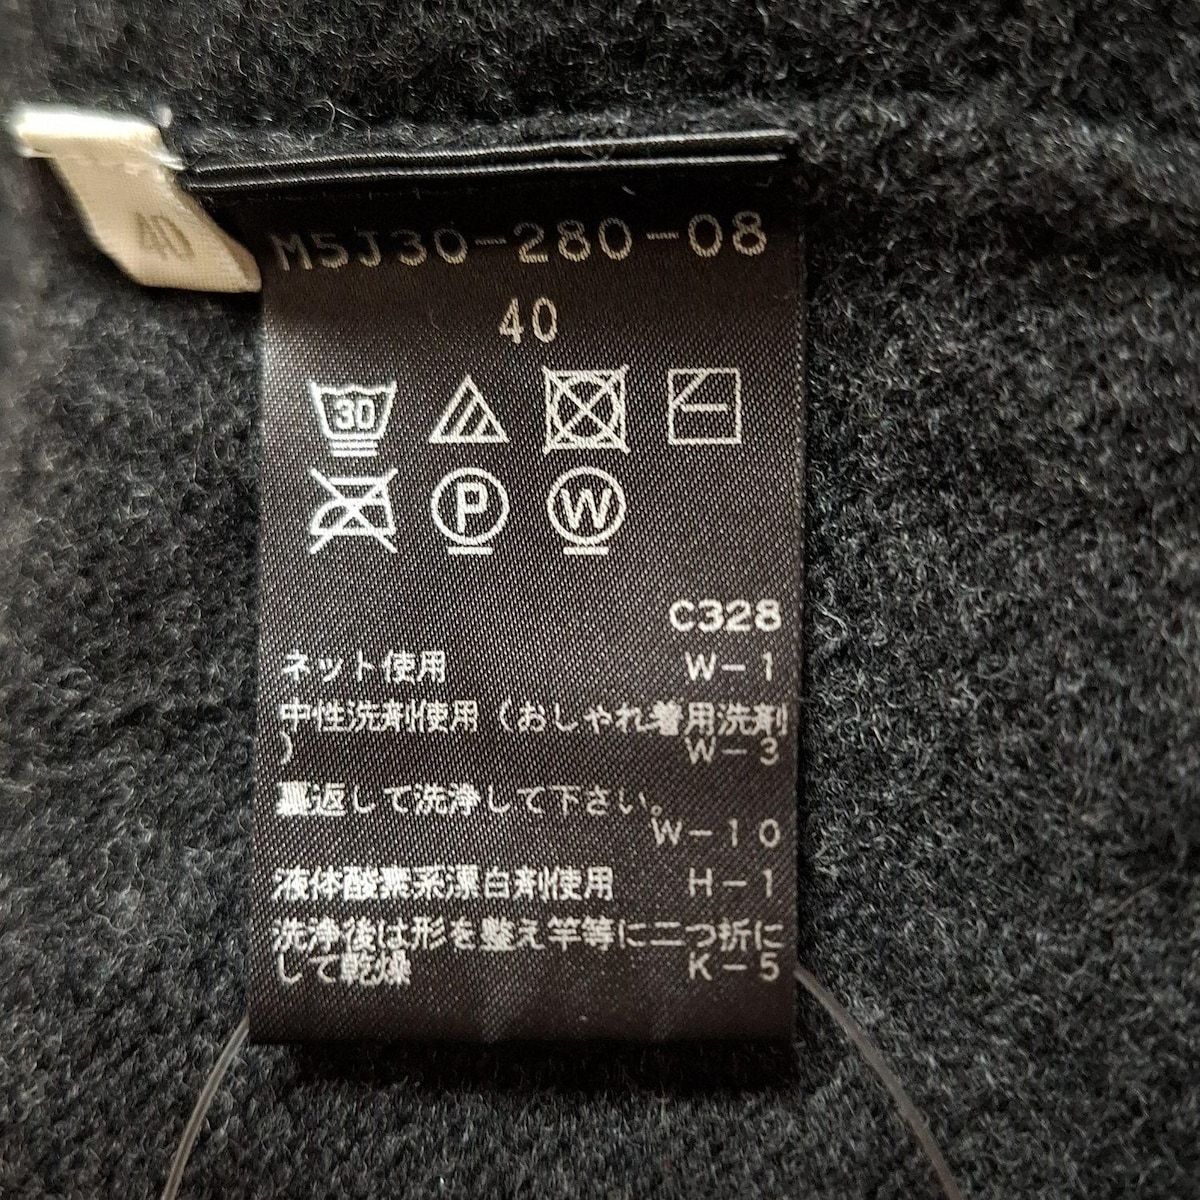 40
M5J30-280-08
40
30
P
W
C328
ネット使用 W-1
中性洗剤使用(おしゃれ着用洗剤
) W-3
裏返して洗浄して下さい。
W-10
液体酸素系漂白剤使用 H-1
洗浄後は形を整え竿等に二つ折に
して乾燥 K-5